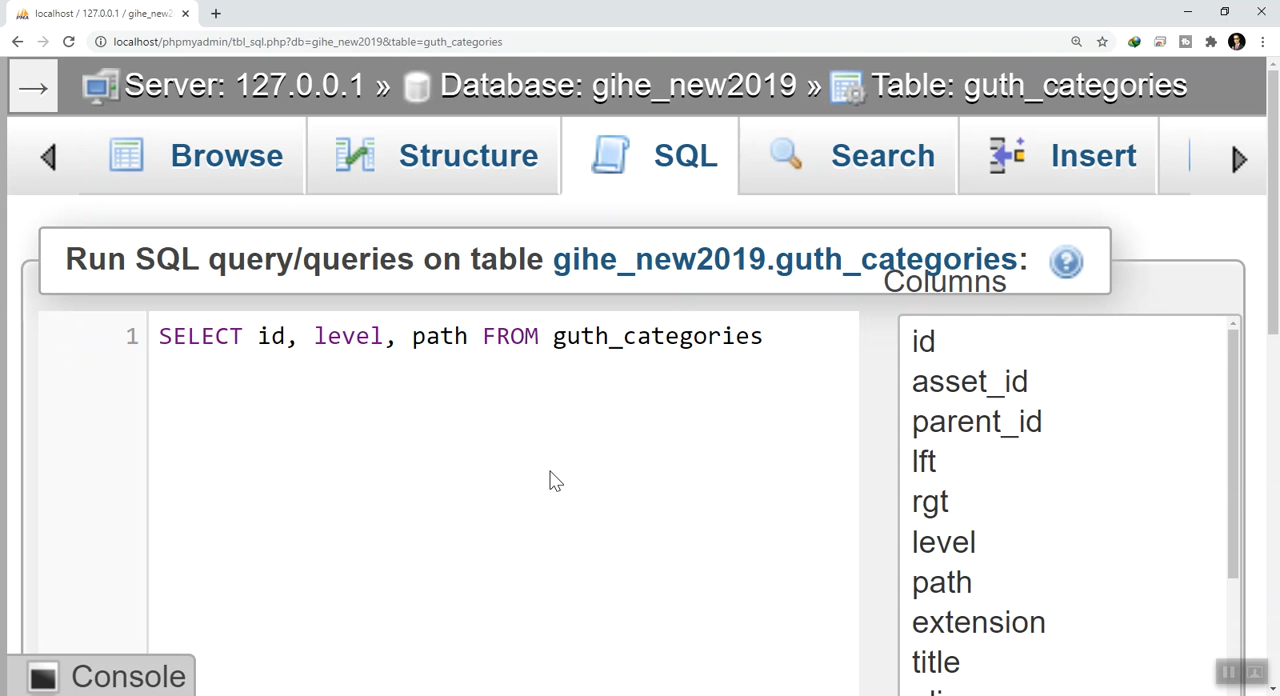 localhost / 127.0.0.1 / gihe_new2
localhost/phpmyadmin/tbl_sql.php?db=gihe_new2019&table=guth_categories
Server: 127.0.0.1 » Database: gihe_new2019 » Table: guth_categories
Browse Structure SQL Search Insert
Run SQL query/queries on table gihe_new2019.guth_categories:
Columns
1 SELECT id, level, path FROM guth_categories
id
asset_id
parent_id
lft
rgt
level
path
extension
title
Console